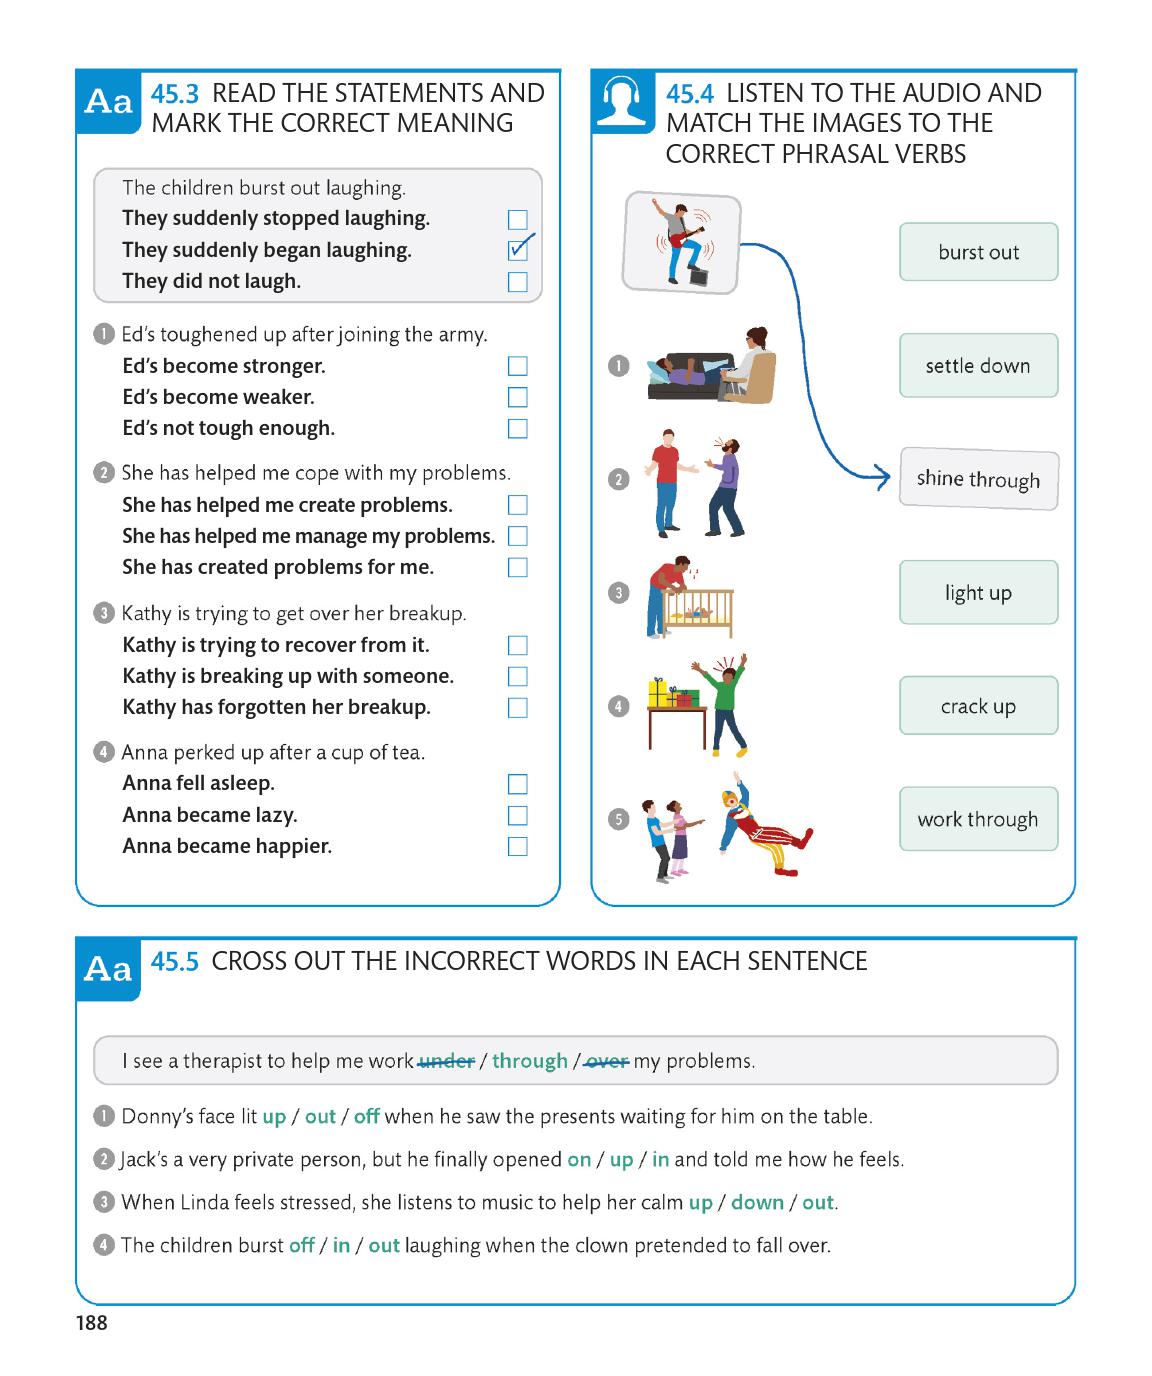 Aa
45.3 READ THE STATEMENTS AND
MARK THE CORRECT MEANING
The children burst out laughing.
They suddenly stopped laughing.
They suddenly began laughing.
They did not laugh.
1 Ed's toughened up after joining the army.
Ed's become stronger.
Ed's become weaker.
Ed's not tough enough.
2 She has helped me cope with my problems.
She has helped me create problems.
She has helped me manage my problems.
She has created problems for me.
3 Kathy is trying to get over her breakup.
Kathy is trying to recover from it.
Kathy is breaking up with someone.
Kathy has forgotten her breakup.
4 Anna perked up after a cup of tea.
Anna fell asleep.
Anna became lazy.
Anna became happier.
45.4 LISTEN TO THE AUDIO AND
MATCH THE IMAGES TO THE
CORRECT PHRASAL VERBS
burst out
1
settle down
2
shine through
3
light up
4
crack up
5
work through
Aa
45.5 CROSS OUT THE INCORRECT WORDS IN EACH SENTENCE
I see a therapist to help me work under / through / over my problems.
1 Donny's face lit up / out / off when he saw the presents waiting for him on the table.
2 Jack's a very private person, but he finally opened on / up / in and told me how he feels.
3 When Linda feels stressed, she listens to music to help her calm up / down / out.
4 The children burst off / in / out laughing when the clown pretended to fall over.
188